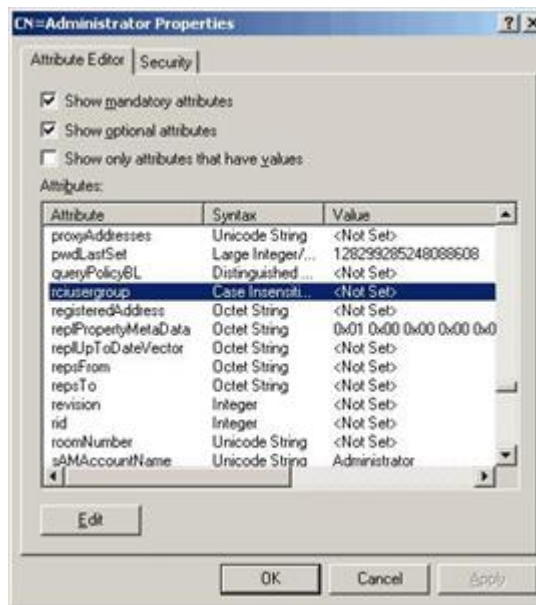 CN=Administrator Properties
Attribute Editor Security
Show mandatory attributes
Show optional attributes
Show only attributes that have values
Attributes:
Attribute Syntax Value
proxyAddresses Unicode String <Not Set>
pwdLastSet Large Integer/... 128299285248088608
queryPolicyBL Distinguished ... <Not Set>
rciusergroup Case Insensiti... <Not Set>
registeredAddress Octet String <Not Set>
replPropertyMetaData Octet String 0x01 0x00 0x00 0x00 0x0
replUpToDateVector Octet String <Not Set>
repsFrom Octet String <Not Set>
repsTo Octet String <Not Set>
revision Integer <Not Set>
rid Integer <Not Set>
roomNumber Unicode String <Not Set>
sAMAccountName Unicode String Administrator
Edit
OK Cancel Apply